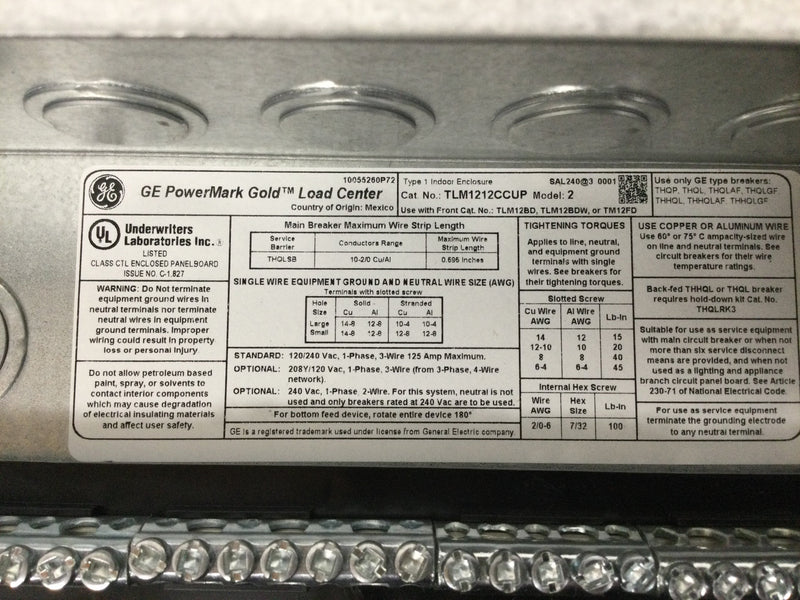 GE
GE PowerMark Gold™ Load Center
10055260P72
Country of Origin: Mexico
Type 1 Indoor Enclosure
SAL240@3 0001
Cat. No.: TLM1212CCUP Model: 2
Use with Front Cat. No.: TLM12BD, TLM12BDW, or TM12FD
Use only GE type breakers:
THQP, THQL, THQLAF, THQLGF
THHQL, THHQLAF, THHQLGF
UL
Underwriters
Laboratories Inc.®
LISTED
CLASS CTL ENCLOSED PANELBOARD
ISSUE NO. C-1,827
WARNING: Do Not terminate
equipment ground wires in
neutral terminals nor terminate
neutral wires in equipment
ground terminals. Improper
wiring could result in property
loss or personal injury
Do not allow petroleum based
paint, spray, or solvents to
contact interior components
which may cause degradation
of electrical insulating materials
and affect user safety.
Main Breaker Maximum Wire Strip Length
Service Barrier Conductors Range Maximum Wire Strip Length
THQLSB 10-2/0 Cu/Al 0.695 Inches
SINGLE WIRE EQUIPMENT GROUND AND NEUTRAL WIRE SIZE (AWG)
Terminals with slotted screw
Hole Solid Stranded
Size Cu Al Cu Al
Large 14-8 12-8 10-4 10-4
Small 14-8 12-8
STANDARD: 120/240 Vac, 1-Phase, 3-Wire 125 Amp Maximum.
OPTIONAL: 208Y/120 Vac, 1-Phase, 3-Wire (from 3-Phase, 4-Wire
network).
OPTIONAL: 240 Vac, 1-Phase, 2-Wire. For this system, neutral is
not used and only breakers rated at 240 Vac are to be used.
For bottom feed device, rotate entire device 180°
GE is a registered trademark used under license from General Electric company.
TIGHTENING TORQUES
Applies to line, neutral,
and equipment ground
terminals with single
wires. See breakers for
their tightening torques.
Slotted Screw
Cu Wire AWG Al Wire AWG Lb-in
14 12 15
12-10 10 20
8 8 40
6-4 6-4 45
Internal Hex Screw
Wire AWG Hex Size Lb-in
2/0-6 7/32 100
USE COPPER OR ALUMINUM WIRE
Use 60° or 75° C ampacity-sized wire
on line and neutral terminals. See
circuit breakers for their wire
temperature ratings.
Back-fed THHQL or THQL breaker
requires hold-down kit Cat. No.
THQLRK3
Suitable for use as service equipment
with main circuit breaker or when not
more than six service disconnect
means are provided, and when not
used as a lighting and appliance
branch circuit panel board. See Article
230-71 of National Electrical Code.
For use as service equipment
terminate the grounding electrode
to any neutral terminal.